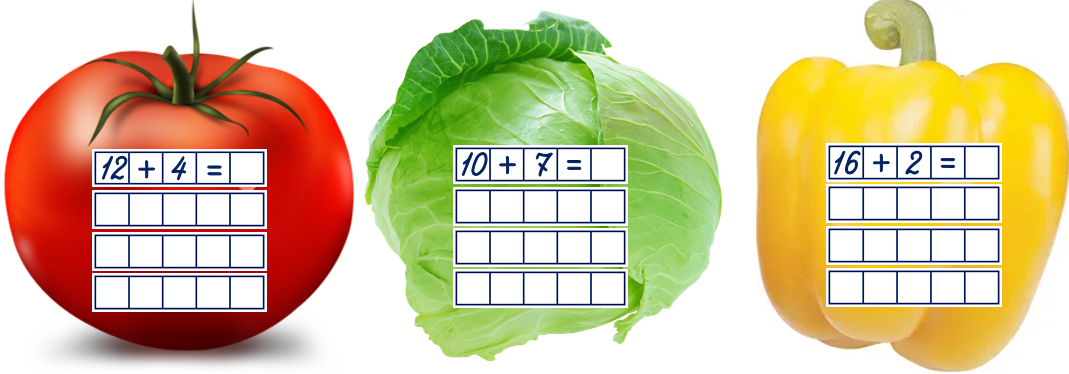 12 + 4 =
10 + 7 =
16 + 2 =